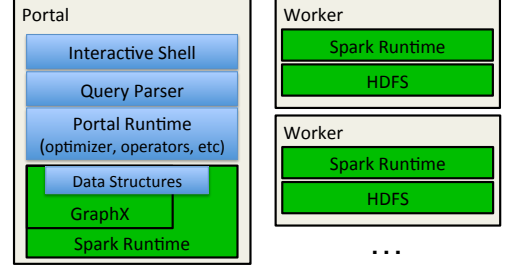 Portal
Interactive Shell
Query Parser
Portal Runtime
(optimizer, operators, etc)
Data Structures
GraphX
Spark Runtime
Worker
Spark Runtime
HDFS
Worker
Spark Runtime
HDFS
...